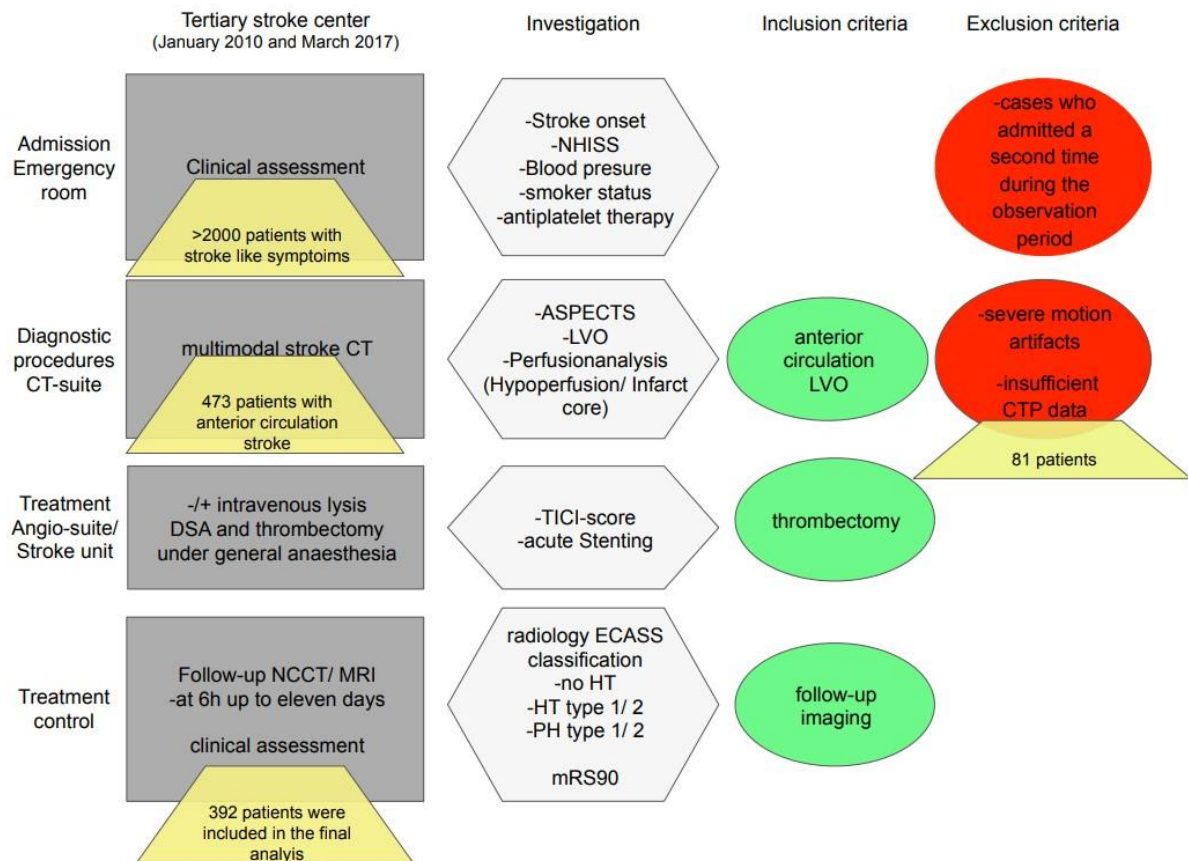 Tertiary stroke center
(January 2010 and March 2017)
Investigation
Inclusion criteria
Exclusion criteria
Admission
Emergency
room
Clinical assessment
>2000 patients with
stroke like symptoims
-Stroke onset
-NHISS
-Blood presure
-smoker status
-antiplatelet therapy
-cases who
admitted a
second time
during the
observation
period
Diagnostic
procedures
CT-suite
multimodal stroke CT
473 patients with
anterior circulation
stroke
-ASPECTS
-LVO
-Perfusionanalysis
(Hypoperfusion/ Infarct
core)
anterior
circulation
LVO
-severe motion
artifacts
-insufficient
CTP data
81 patients
Treatment
Angio-suite/
Stroke unit
-/+ intravenous lysis
DSA and thrombectomy
under general anaesthesia
-TICI-score
-acute Stenting
thrombectomy
Treatment
control
Follow-up NCCT/ MRI
-at 6h up to eleven days
clinical assessment
392 patients were
included in the final
analyis
radiology ECASS
classification
-no HT
-HT type 1/ 2
-PH type 1/ 2
mRS90
follow-up
imaging